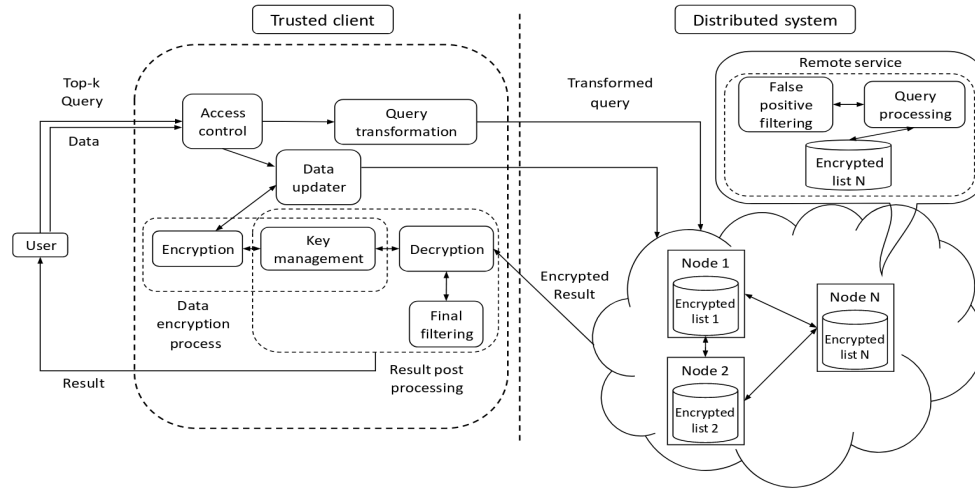 Trusted client
Distributed system
Top-k
Query
Data
Access
control
Query
transformation
Data
updater
Transformed
query
Remote service
False
positive
filtering
Query
processing
Encrypted
list N
User
Encryption
Key
management
Decryption
Final
filtering
Data
encryption
process
Result post
processing
Result
Encrypted
Result
Node 1
Encrypted
list 1
Node 2
Encrypted
list 2
Node N
Encrypted
list N